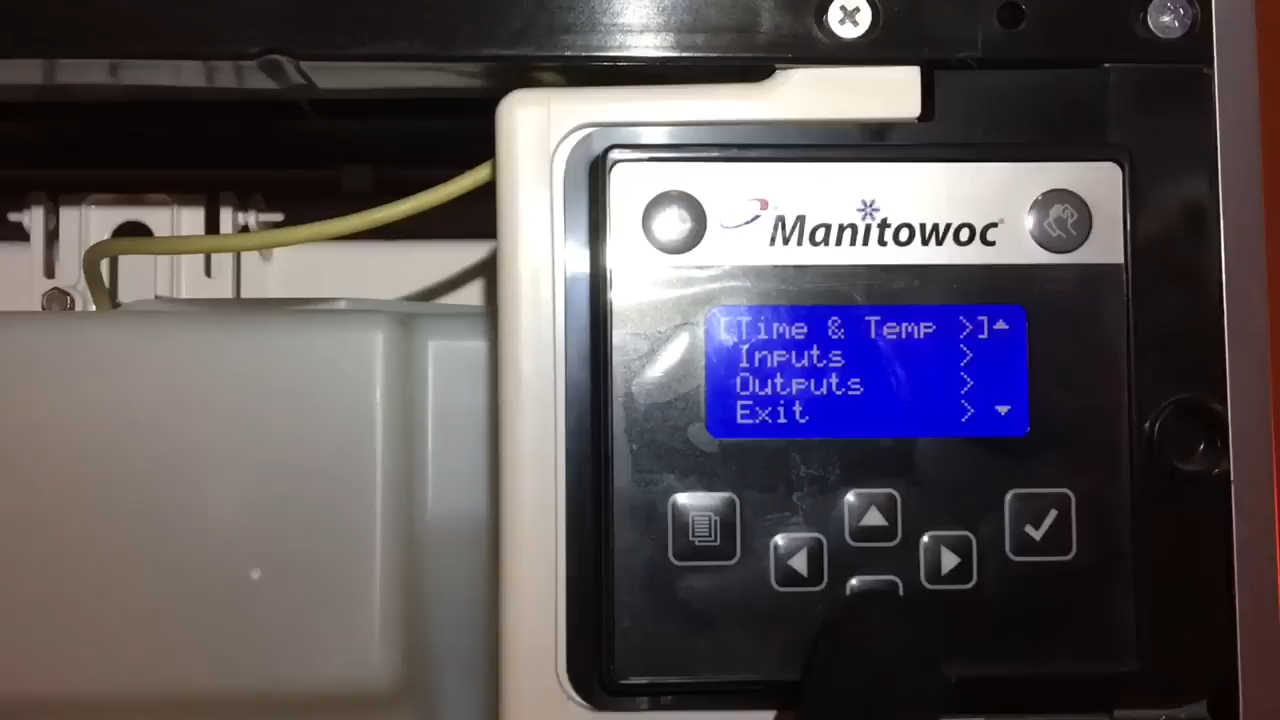 Manitowoc
[Time & Temp >]
Inputs >
Outputs >
Exit >